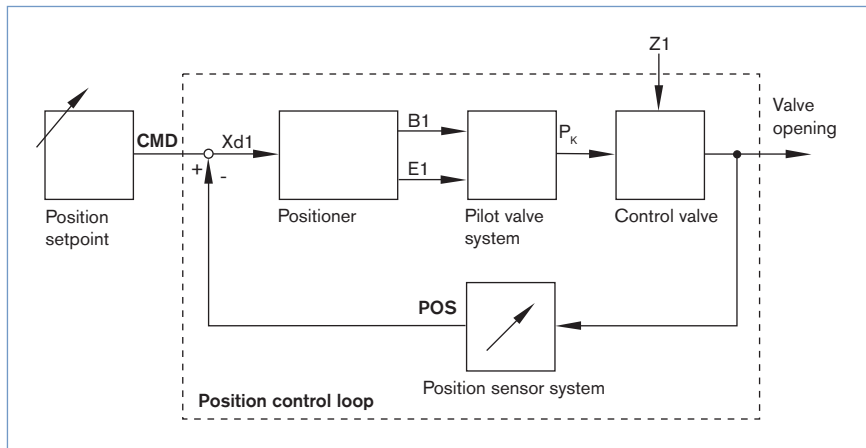 Z1
Valve
opening
CMD
Xd1
B1
E1
PK
+
-
Position
setpoint
Positioner
Pilot valve
system
Control valve
POS
Position sensor system
Position control loop